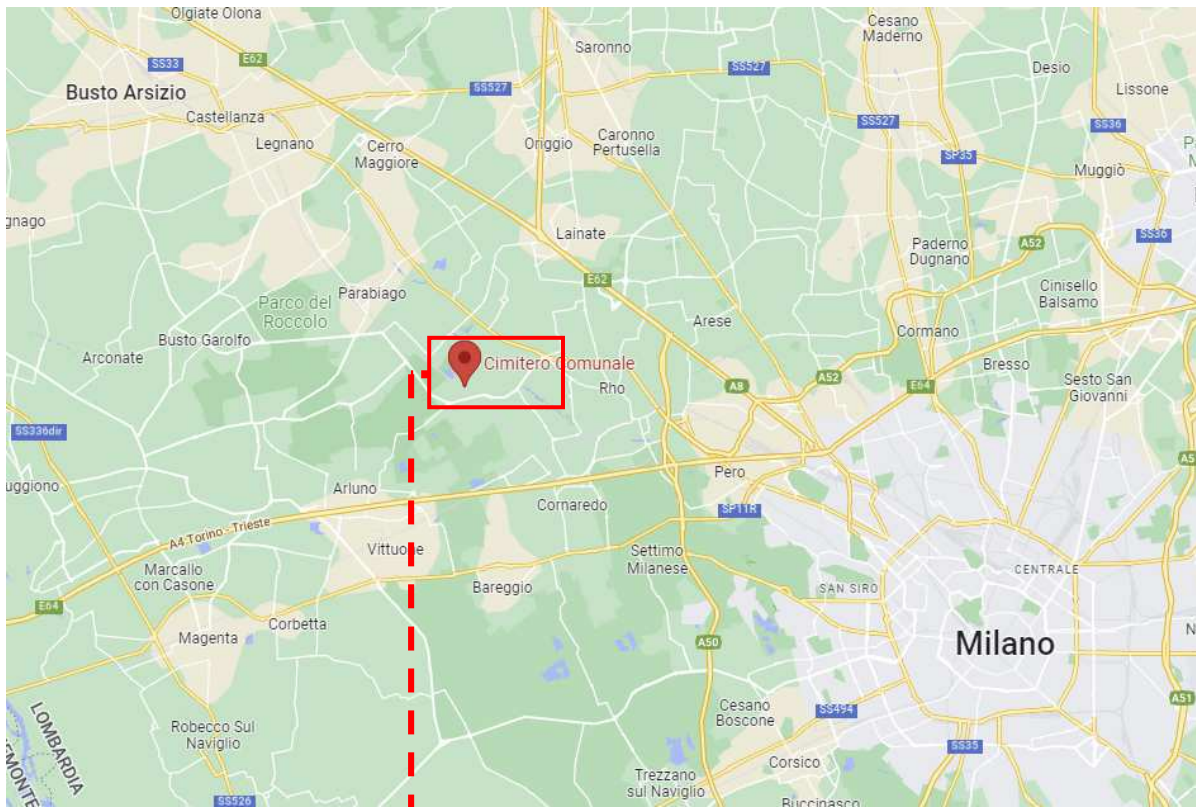 Olgiate Olona
Cesano
Maderno
Saronno
SS33
E62
SS527
Desio
Busto Arsizio
SS527
Lissone
Castellanza
SS527
SS36
Legnano
Cerro
Maggiore
Origgio
Caronno
Pertusella
SP35
Muggiò
gnago
Lainate
SS36
Paderno
Dugnano
A52
E62
Cinisello
Balsamo
Parco del
Roccolo
Parabiago
Arese
Cormano
Busto Garolfo
Arconate
Cimitero Comunale
Bresso
Rho
A8
A52
E64
Sesto San
Giovanni
SS336dir
A5
uggiono
Arluno
Pero
Cornaredo
SP11R
A4 Torino - Trieste
Vittuone
Settimo
Milanese
Marcallo
con Casone
CENTRALE
Bareggio
SAN SIRO
E64
Corbetta
Magenta
A50
Milano
N
A51
Cesano
Boscone
SS494
Robecco Sul
Naviglio
LOMBARDIA
EMONTE
SS35
Corsico
Trezzano
sul Naviglio
SS526
Buccinasco